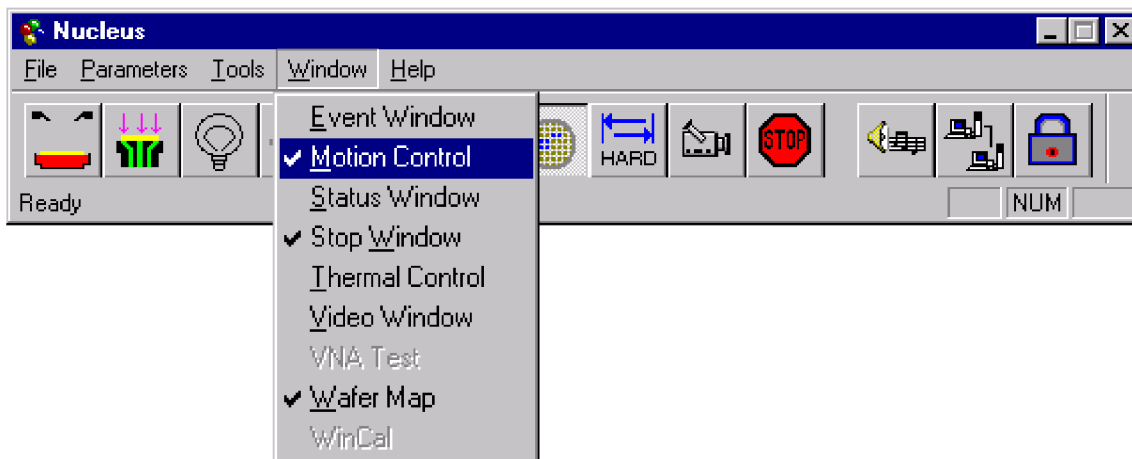 Nucleus
File Parameters Tools Window Help
HARD STOP
Ready NUM
Event Window
Motion Control
Status Window
Stop Window
Thermal Control
Video Window
VNA Test
Wafer Map
WinCal